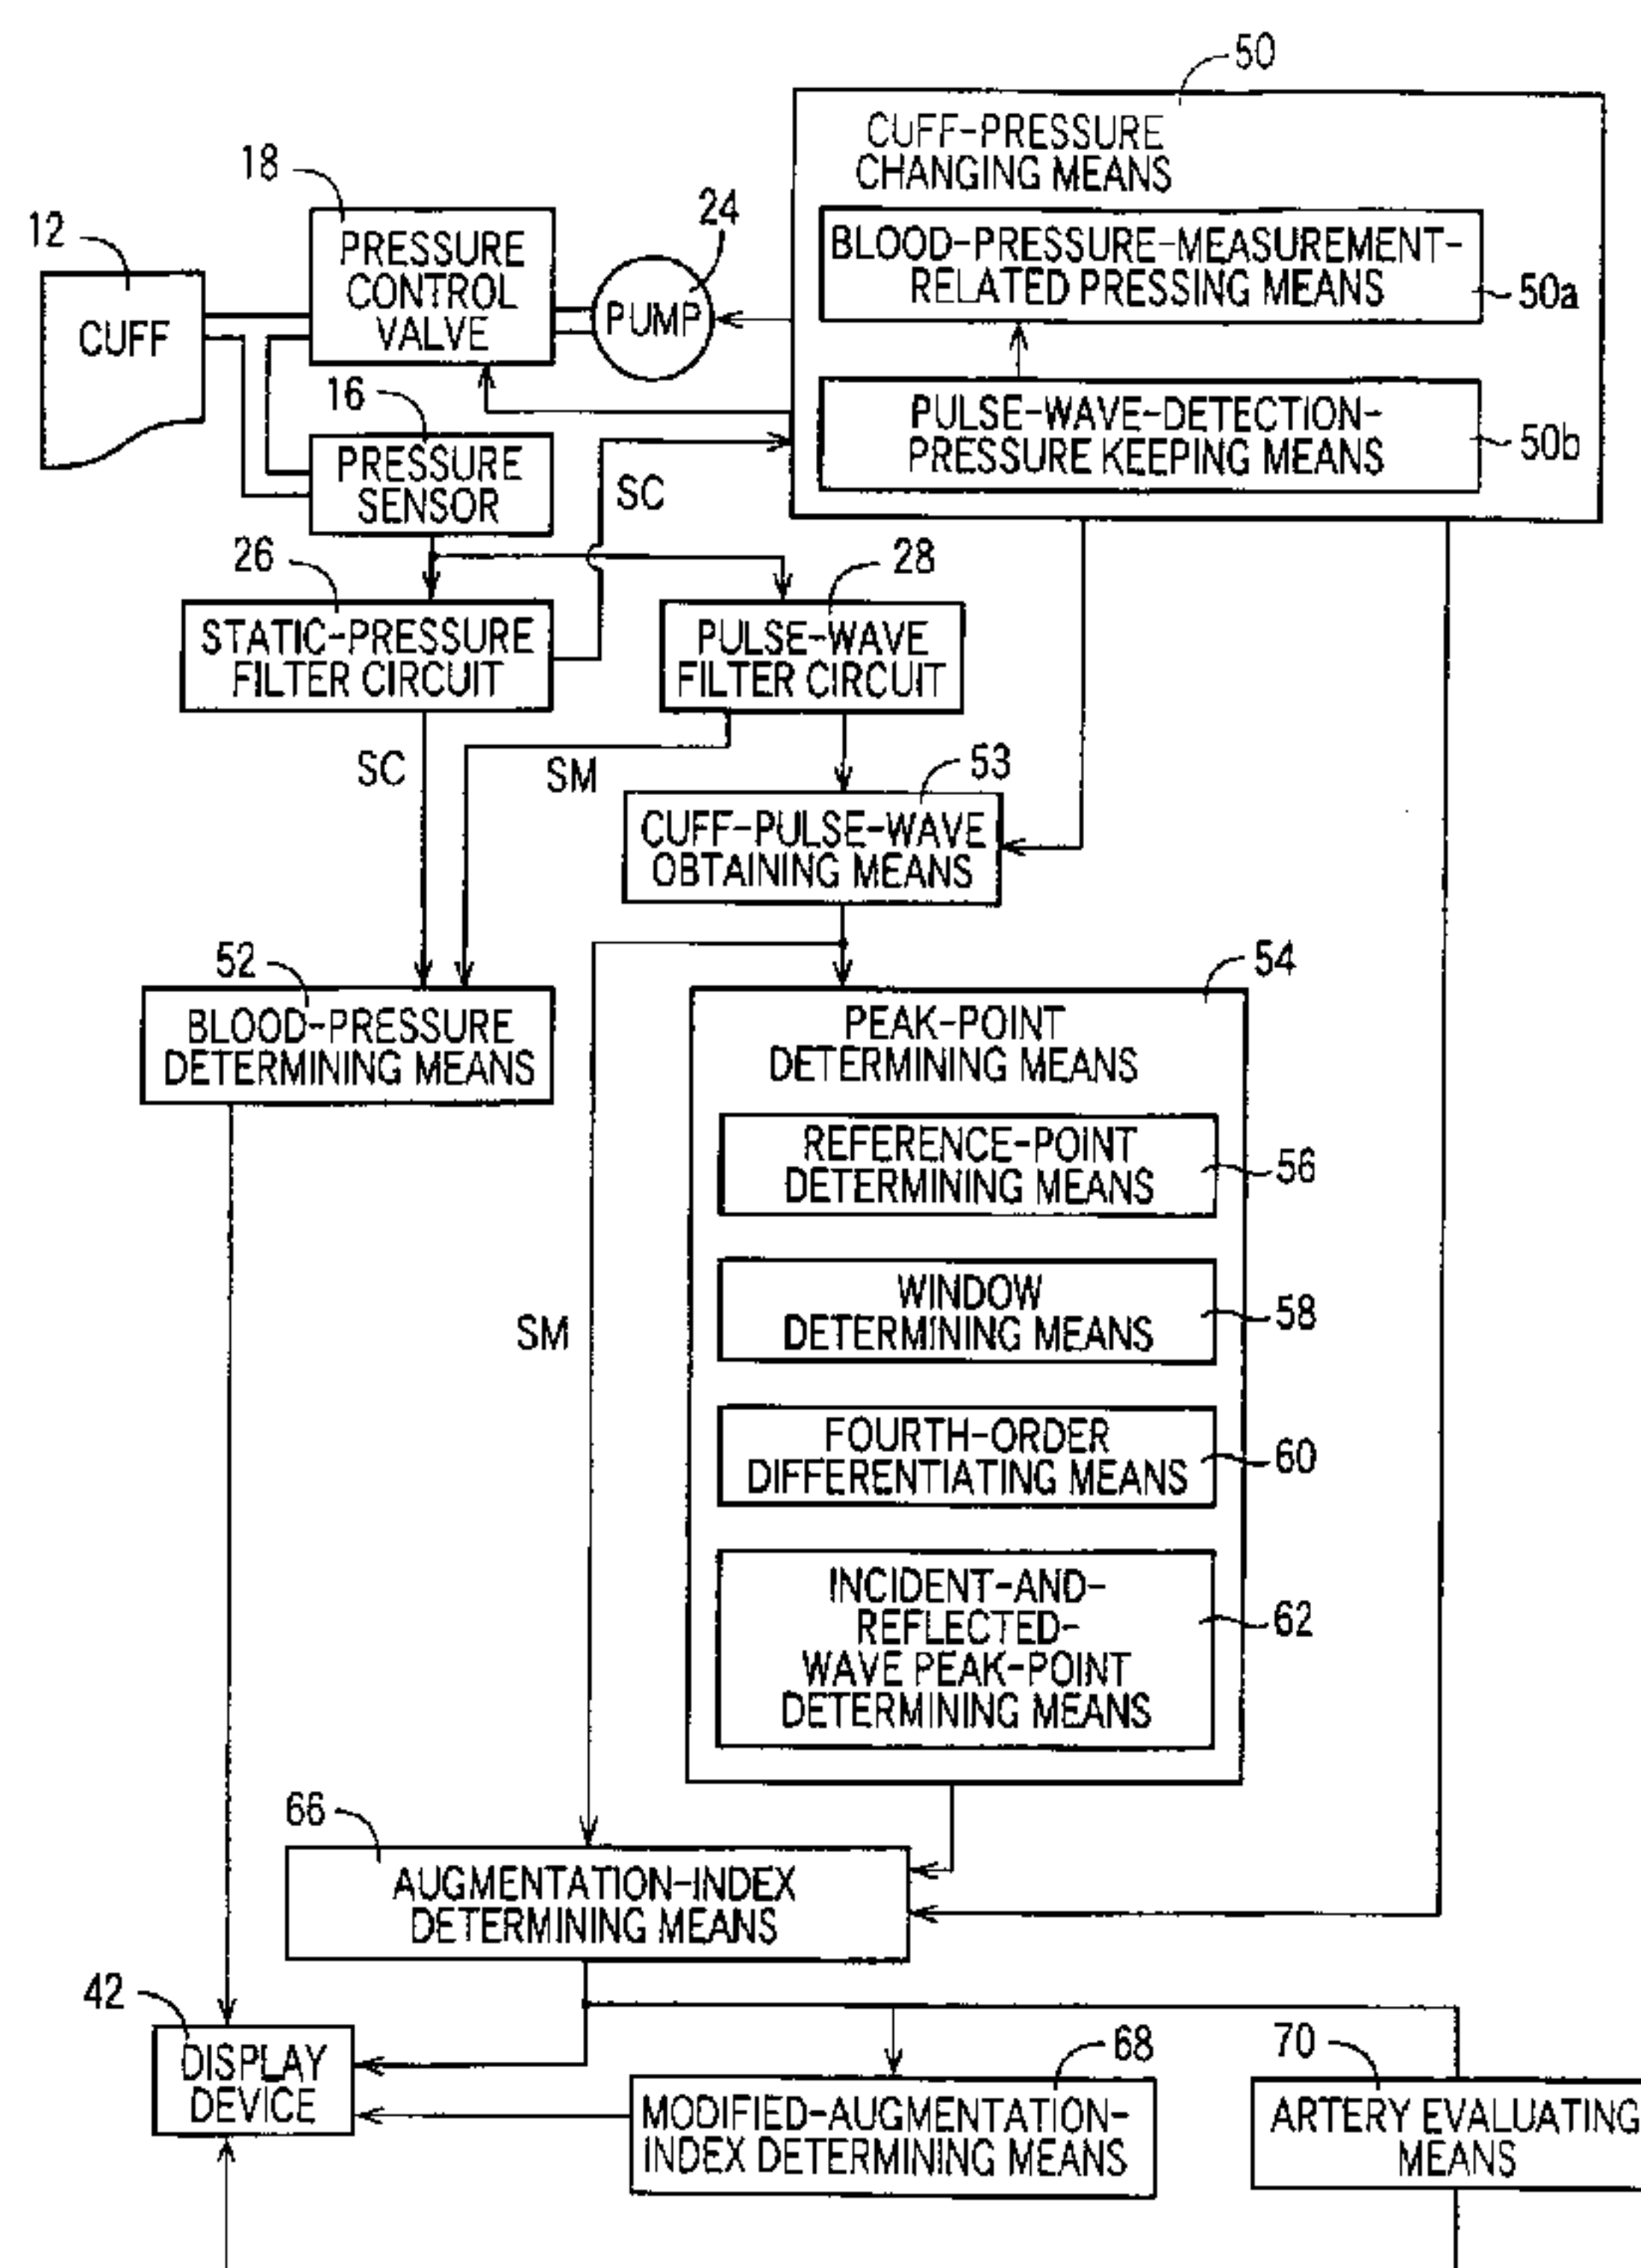 50
CUFF-PRESSURE
CHANGING MEANS
18
24
12
PRESSURE
CONTROL
VALVE
BLOOD-PRESSURE-MEASUREMENT-
RELATED PRESSING MEANS
50a
CUFF
PUMP
16
PULSE-WAVE-DETECTION-
PRESSURE KEEPING MEANS
50b
PRESSURE
SENSOR
SC
26
28
STATIC-PRESSURE
FILTER CIRCUIT
PULSE-WAVE
FILTER CIRCUIT
SC
SM
53
CUFF-PULSE-WAVE
OBTAINING MEANS
52
54
BLOOD-PRESSURE
DETERMINING MEANS
PEAK-POINT
DETERMINING MEANS
REFERENCE-POINT
DETERMINING MEANS
56
WINDOW
DETERMINING MEANS
58
SM
FOURTH-ORDER
DIFFERENTIATING MEANS
60
INCIDENT-AND-
REFLECTED-
WAVE PEAK-POINT
DETERMINING MEANS
62
66
AUGMENTATION-INDEX
DETERMINING MEANS
42
DISPLAY
DEVICE
68
70
MODIFIED-AUGMENTATION-
INDEX DETERMINING MEANS
ARTERY EVALUATING
MEANS